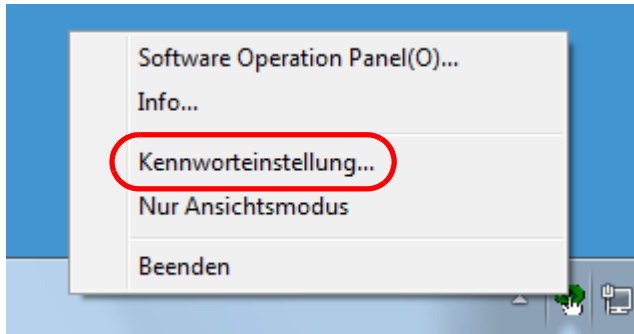 Software Operation Panel(O)...
Info...
Kennworteinstellung...
Nur Ansichtsmodus
Beenden